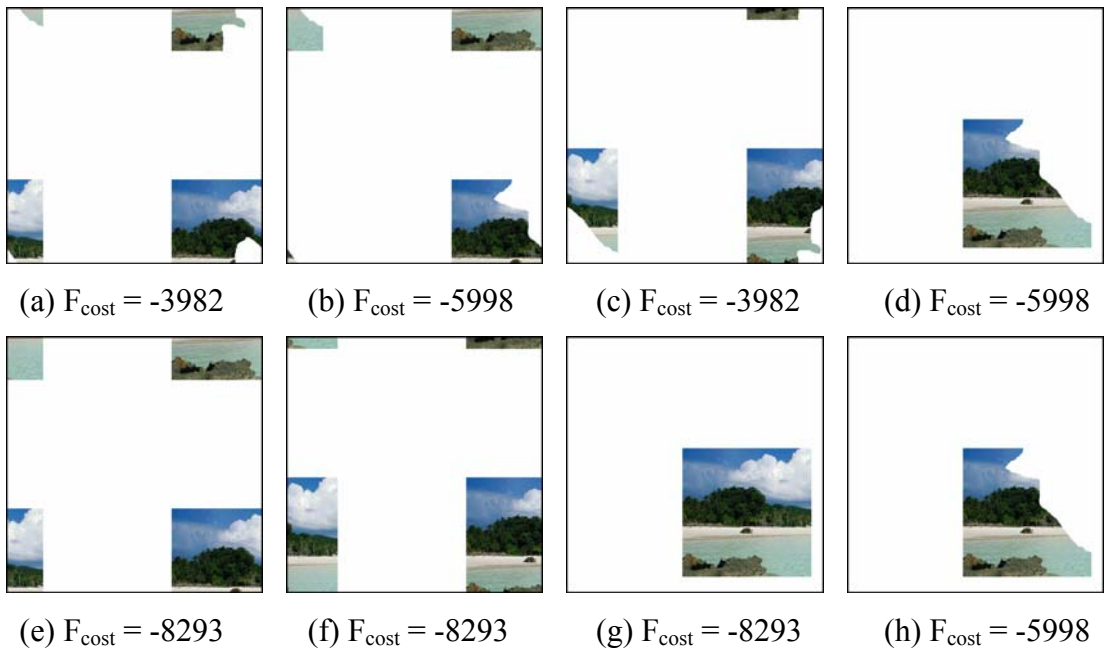 (a) F_cost = -3982 (b) F_cost = -5998 (c) F_cost = -3982 (d) F_cost = -5998
(e) F_cost = -8293 (f) F_cost = -8293 (g) F_cost = -8293 (h) F_cost = -5998